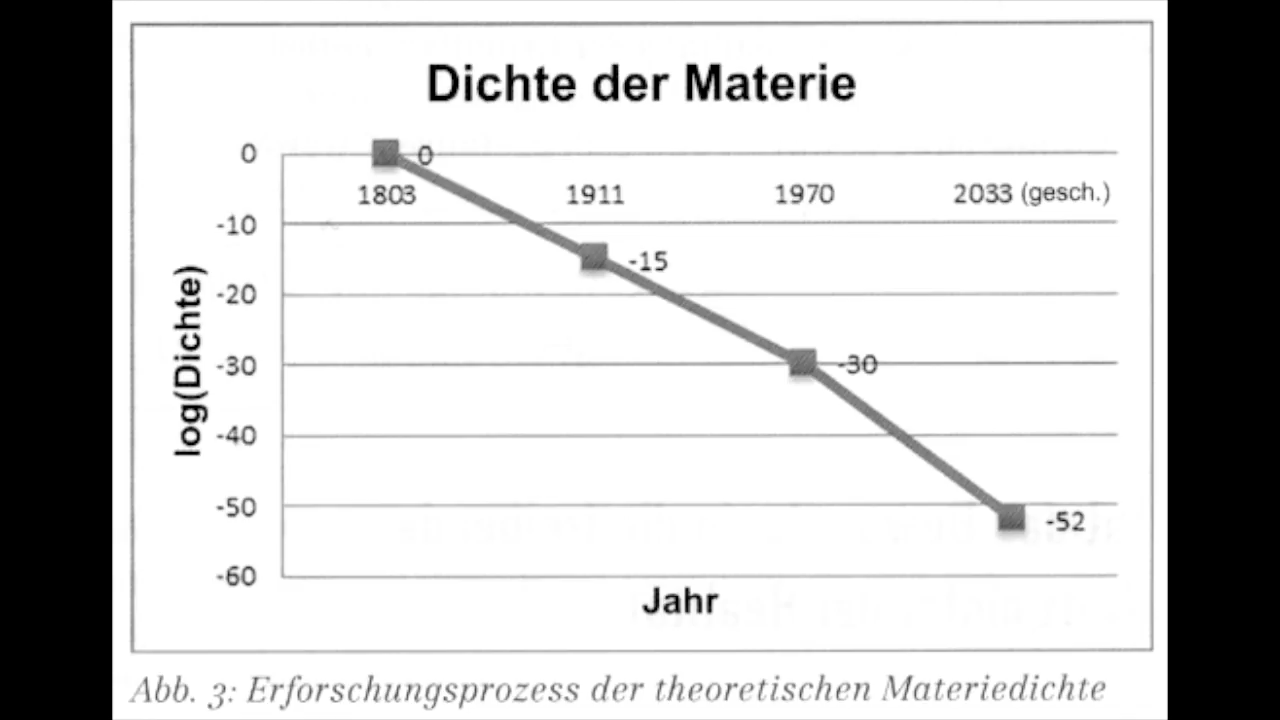 Dichte der Materie
0
0
1803
1911
1970
2033 (gesch.)
-10
-15
-20
-30
-30
-40
-50
-52
-60
log(Dichte)
Jahr
Abb. 3: Erforschungsprozess der theoretischen Materiedichte